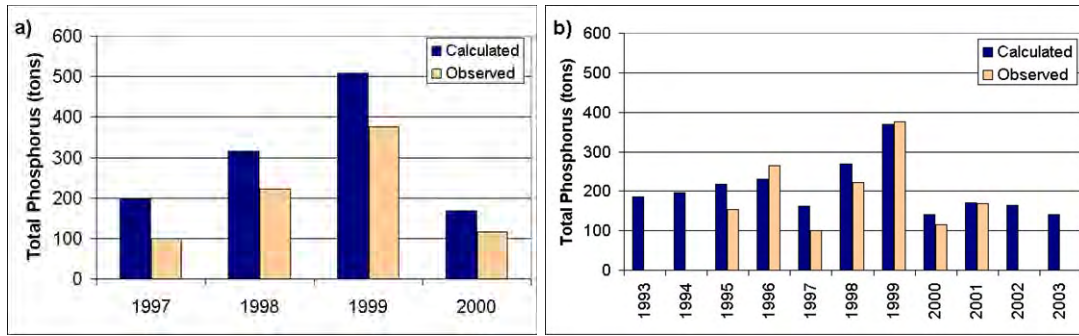 a)
Total Phosphorus (tons)
600
500
400
300
200
100
0
Calculated
Observed
1997 1998 1999 2000
b)
Total Phosphorus (tons)
600
500
400
300
200
100
0
Calculated
Observed
1993 1994 1995 1996 1997 1998 1999 2000 2001 2002 2003